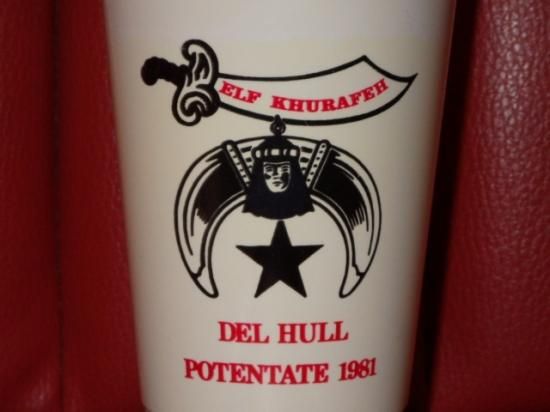 ELF KHURAFEH
DEL HULL
POTENTATE 1981